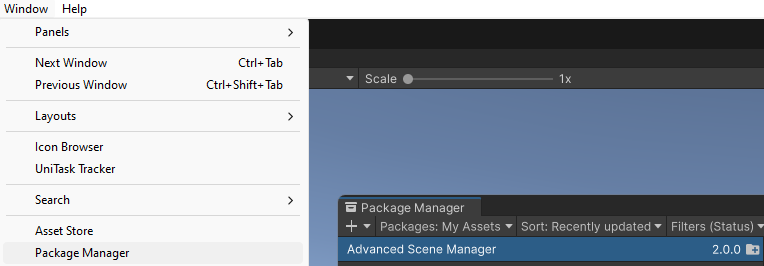 Window Help
Panels
Next Window Ctrl+Tab
Previous Window Ctrl+Shift+Tab
Layouts
Icon Browser
UniTask Tracker
Search
Asset Store
Package Manager
Scale 1x
Package Manager
+ Packages: My Assets Sort: Recently updated Filters (Status)
Advanced Scene Manager 2.0.0